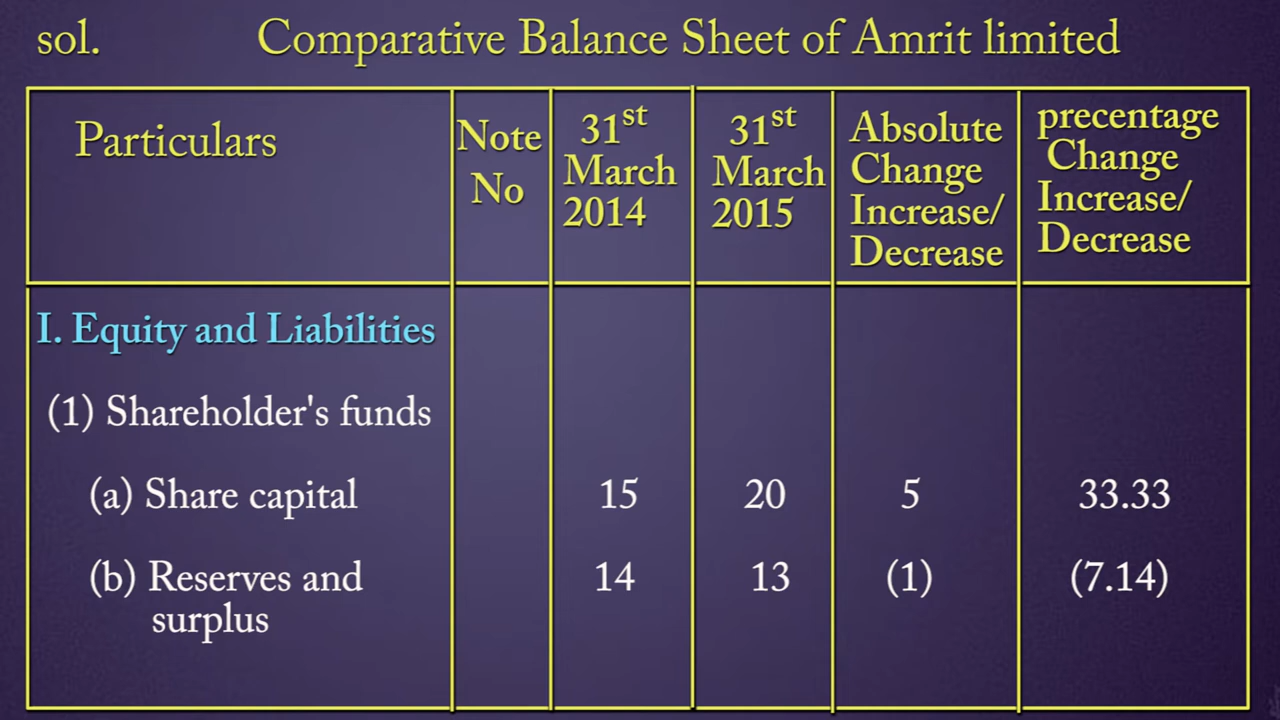 sol. Comparative Balance Sheet of Amrit limited
Particulars
Note
No
31st
March
2014
31st
March
2015
Absolute
Change
Increase/
Decrease
precentage
Change
Increase/
Decrease
I. Equity and Liabilities
(1) Shareholder's funds
(a) Share capital 15 20 5 33.33
(b) Reserves and 14 13 (1) (7.14)
surplus